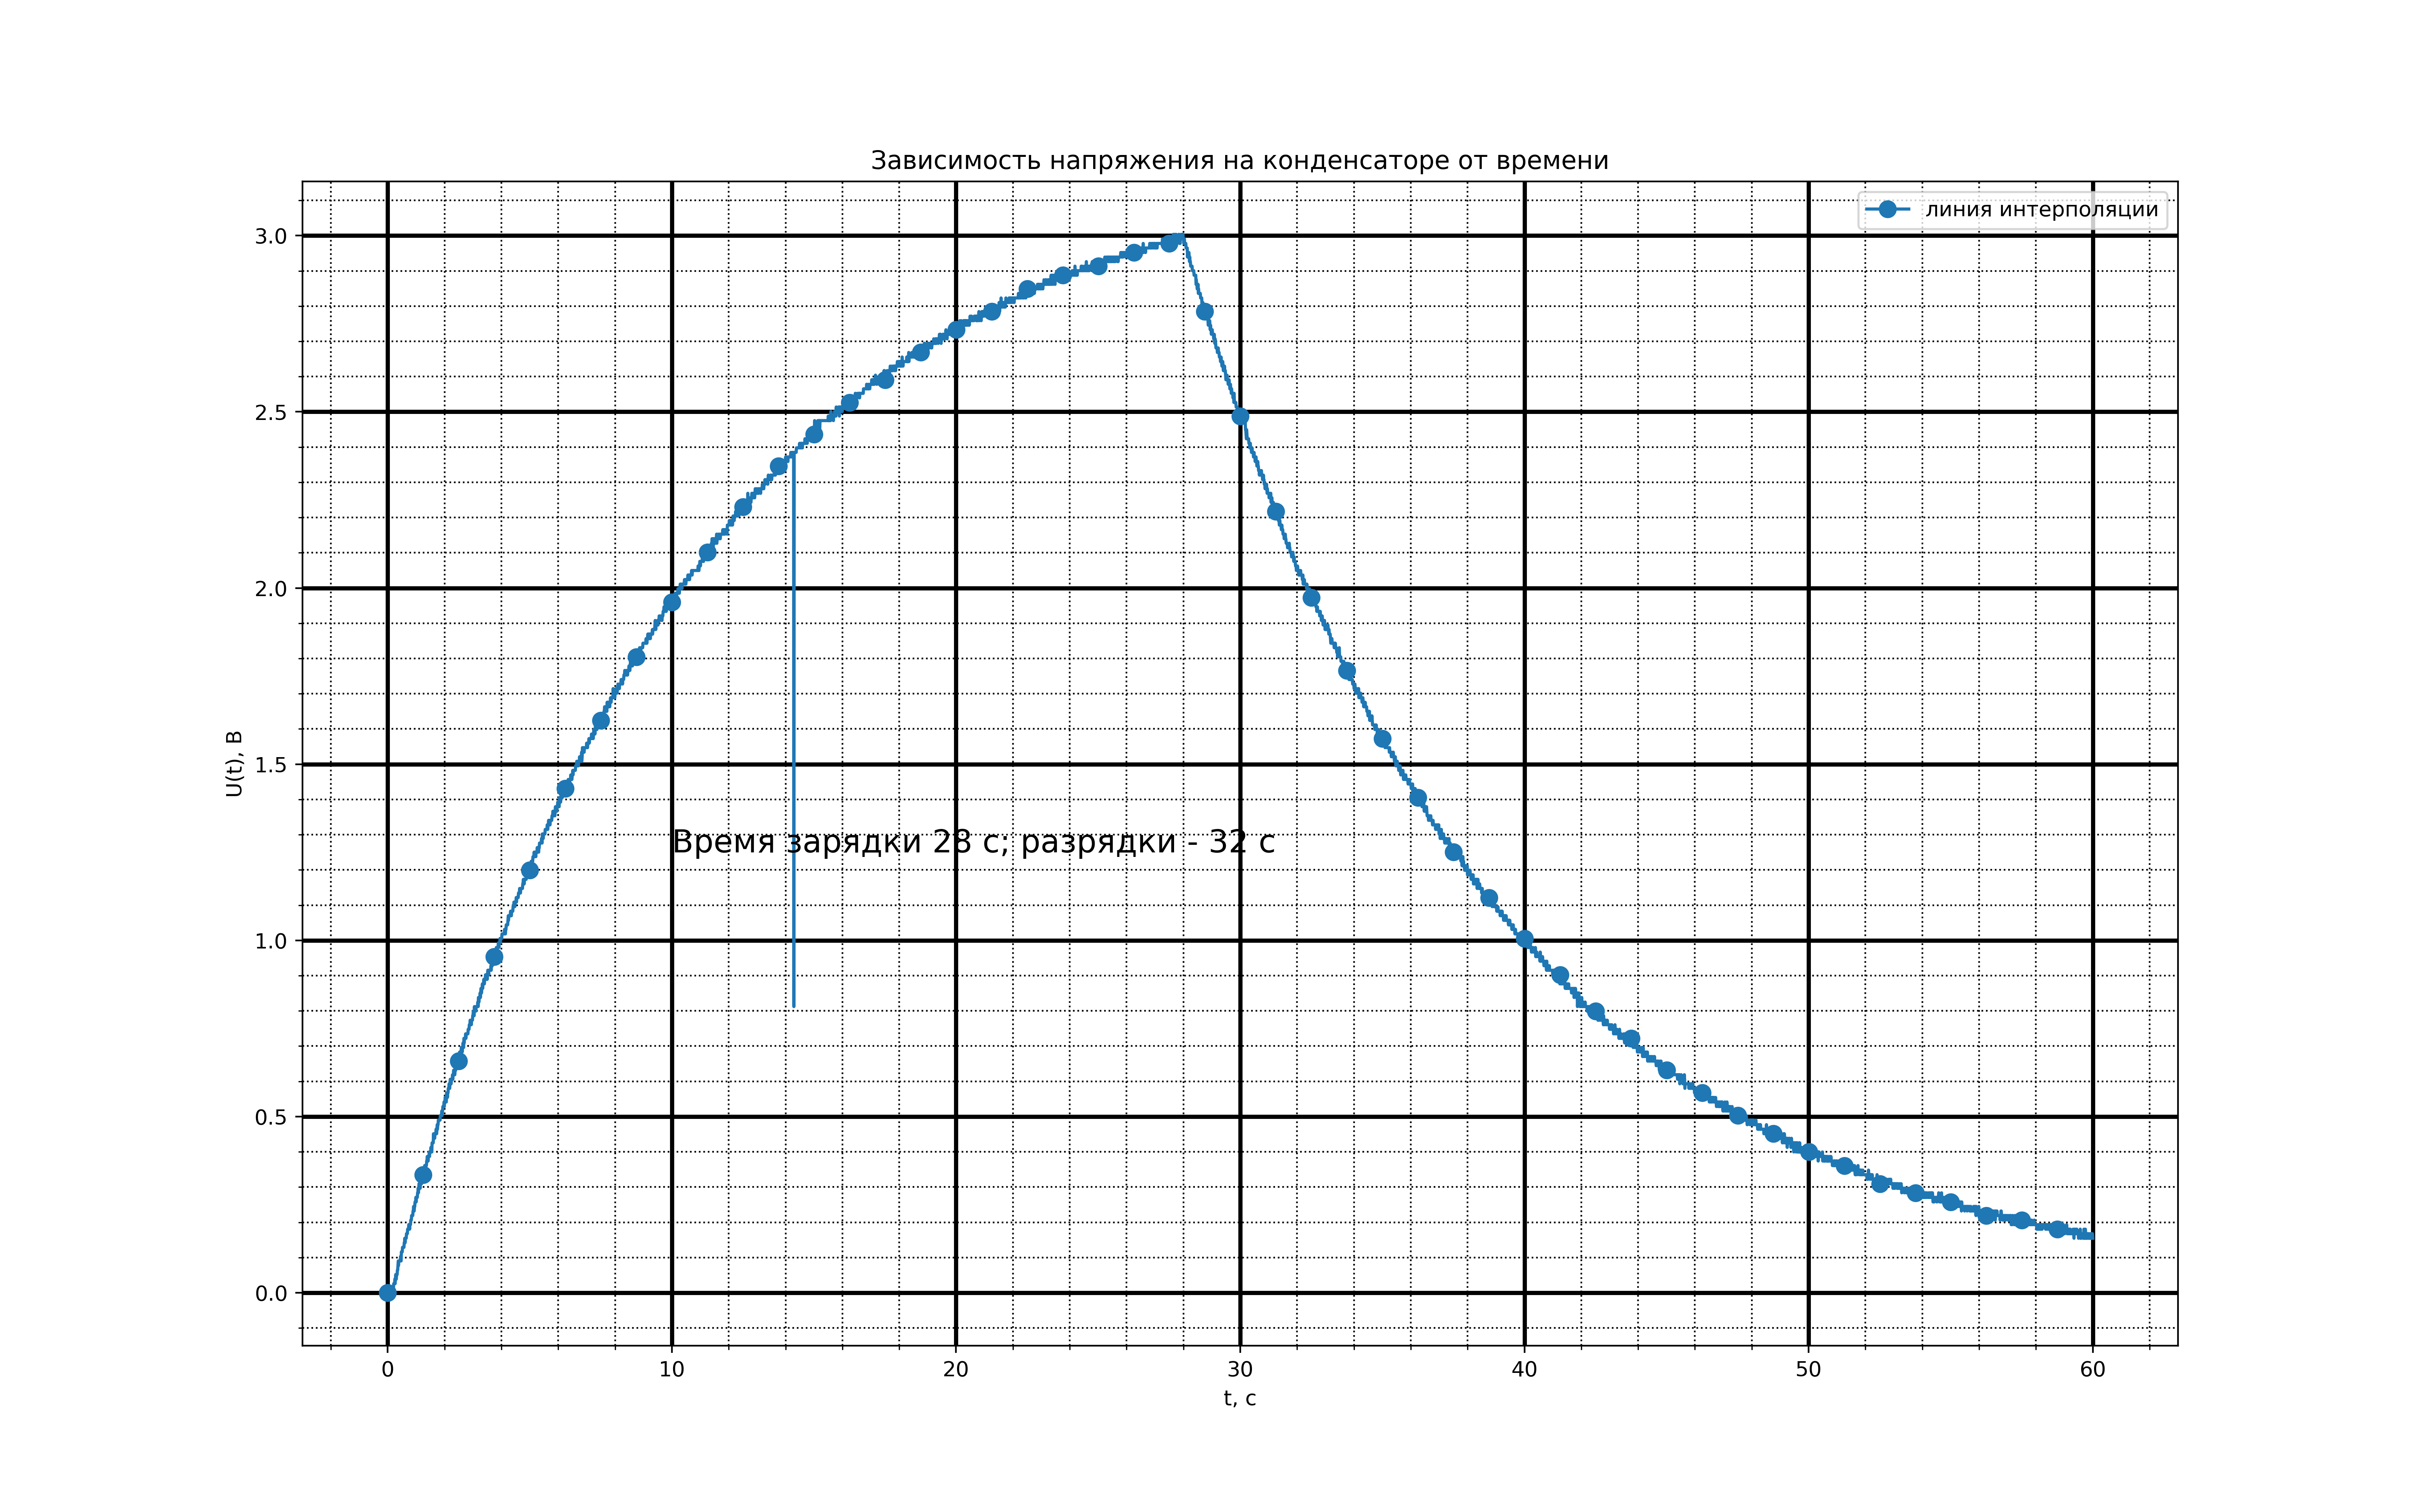 Зависимость напряжения на конденсаторе от времени
линия интерполяции
3.0
2.5
2.0
1.5
1.0
0.5
0.0
U(t), В
Время зарядки 28 с; разрядки - 32 с
0 10 20 30 40 50 60
t, с